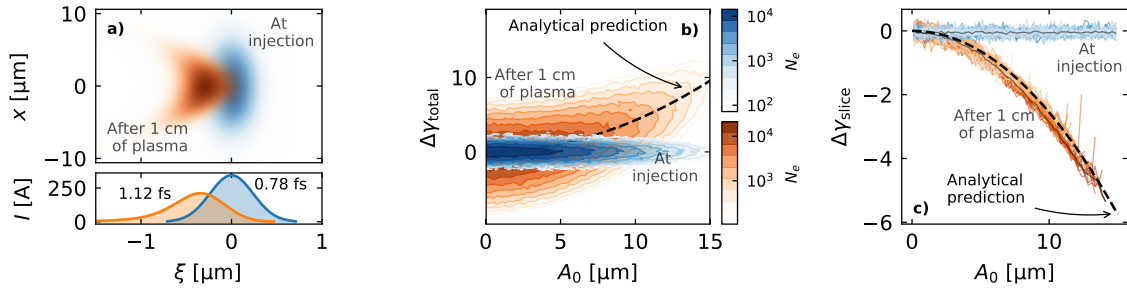 a)
At
injection
After 1 cm
of plasma
10
0
−10
x [μm]
1.12 fs
0.78 fs
250
0
I [A]
−1
0
1
ξ [μm]
Analytical prediction
b)
After 1 cm
of plasma
At
injection
10
5
0
−5
Δγtotal
0
5
10
15
A0 [μm]
10^4
10^3
10^2
Ne
10^4
10^3
Ne
At
injection
After 1 cm
of plasma
Analytical
prediction
c)
0
−2
−4
−6
Δγslice
0
10
A0 [μm]